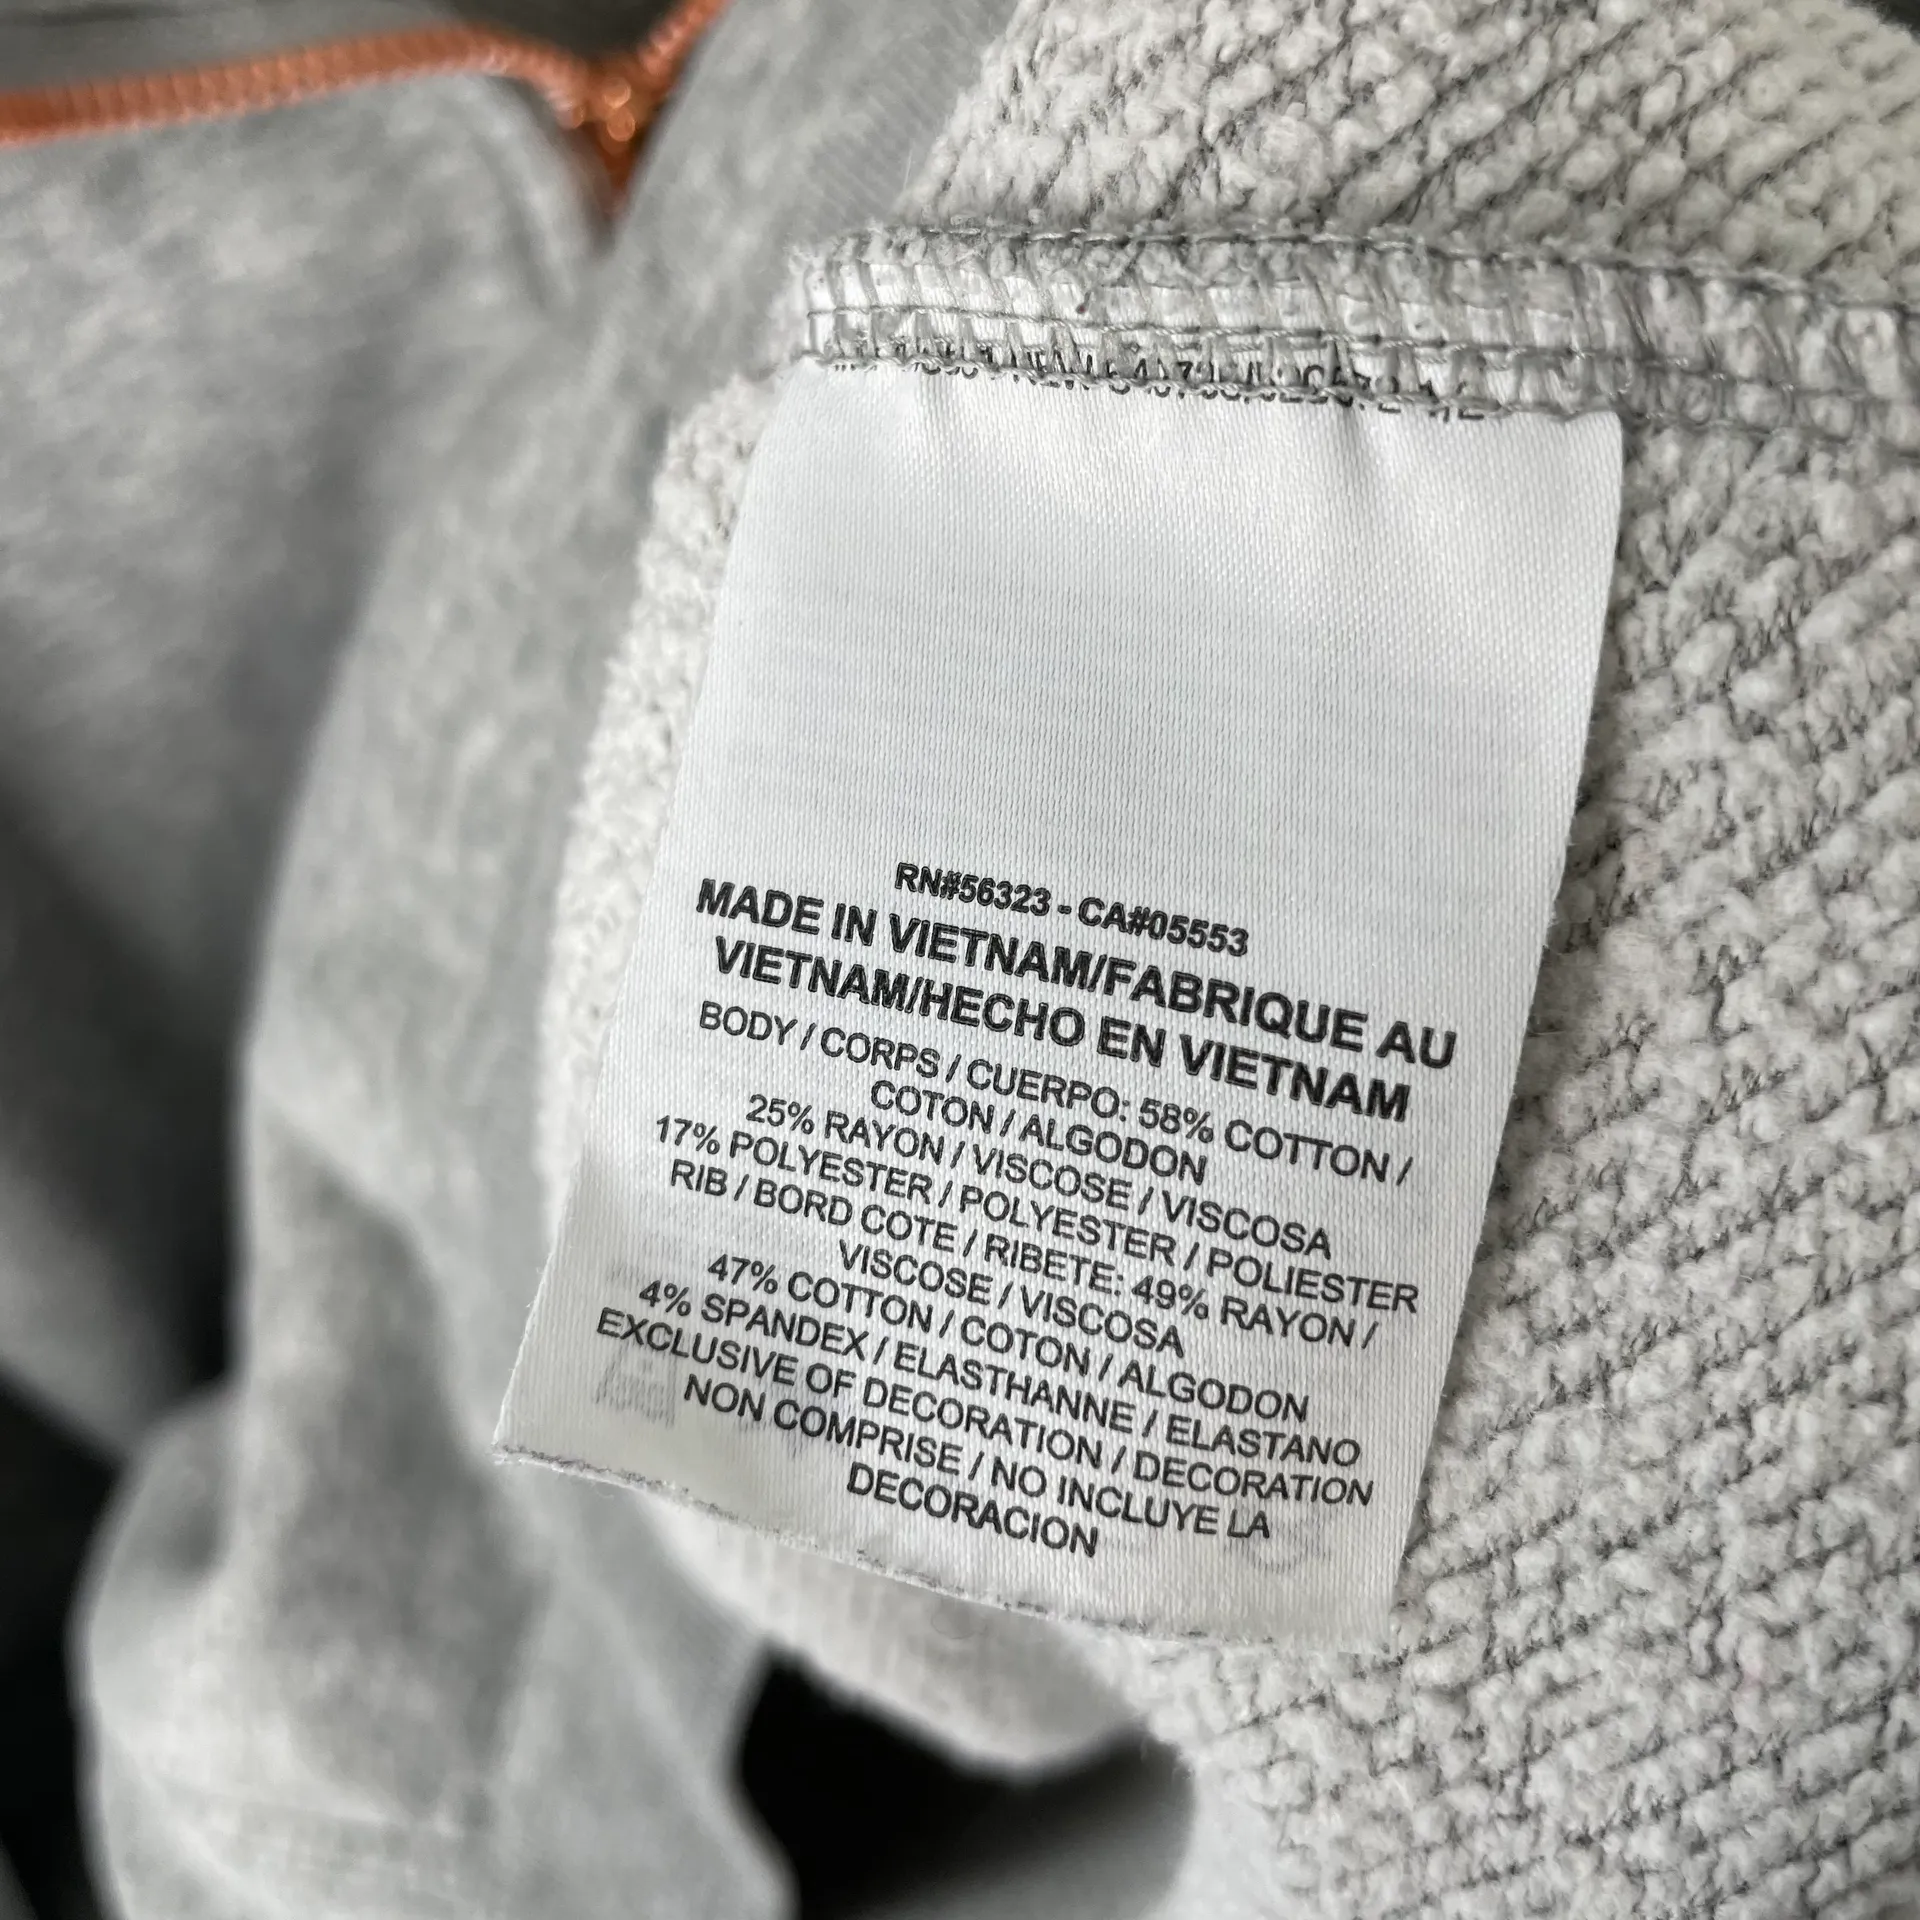 RN#56323 - CA#05553
MADE IN VIETNAM/FABRIQUE AU
VIETNAM/HECHO EN VIETNAM
BODY / CORPS / CUERPO: 58% COTTON /
COTON / ALGODON
25% RAYON / VISCOSE / VISCOSA
17% POLYESTER / POLYESTER / POLIESTER
RIB / BORD COTE / RIBETE: 49% RAYON /
VISCOSE / VISCOSA
47% COTTON / COTON / ALGODON
4% SPANDEX / ELASTHANNE / ELASTANO
EXCLUSIVE OF DECORATION / DECORATION
NON COMPRISE / NO INCLUYE LA
DECORACION